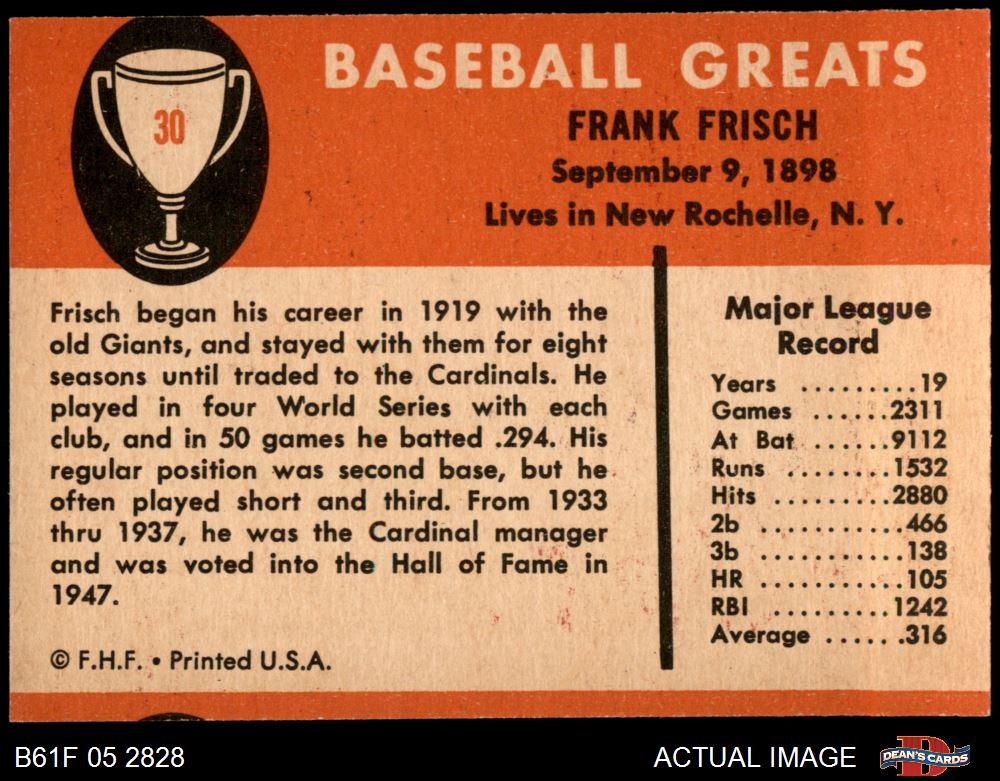 30
BASEBALL GREATS
FRANK FRISCH
September 9, 1898
Lives in New Rochelle, N. Y.
Frisch began his career in 1919 with the
old Giants, and stayed with them for eight
seasons until traded to the Cardinals. He
played in four World Series with each
club, and in 50 games he batted .294. His
regular position was second base, but he
often played short and third. From 1933
thru 1937, he was the Cardinal manager
and was voted into the Hall of Fame in
1947.
© F.H.F. • Printed U.S.A.
Major League
Record
Years .........19
Games ......2311
At Bat ......9112
Runs ........1532
Hits .........2880
2b ..........466
3b ..........138
HR ..........105
RBI .........1242
Average ......316
B61F 05 2828
ACTUAL IMAGE
D
DEAN'S CARDS